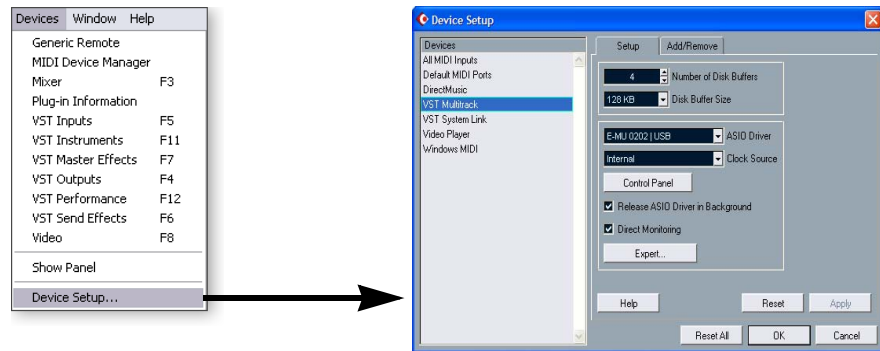 Devices Window Help
Generic Remote
MIDI Device Manager
Mixer F3
Plug-in Information
VST Inputs F5
VST Instruments F11
VST Master Effects F7
VST Outputs F4
VST Performance F12
VST Send Effects F6
Video F8
Show Panel
Device Setup...
Device Setup
Devices
All MIDI Inputs
Default MIDI Ports
DirectMusic
VST Multitrack
VST System Link
Video Player
Windows MIDI
Setup Add/Remove
4 Number of Disk Buffers
128 KB Disk Buffer Size
E-MU 0202 | USB ASIO Driver
Internal Clock Source
Control Panel
Release ASIO Driver in Background
Direct Monitoring
Expert...
Help Reset Apply
Reset All OK Cancel